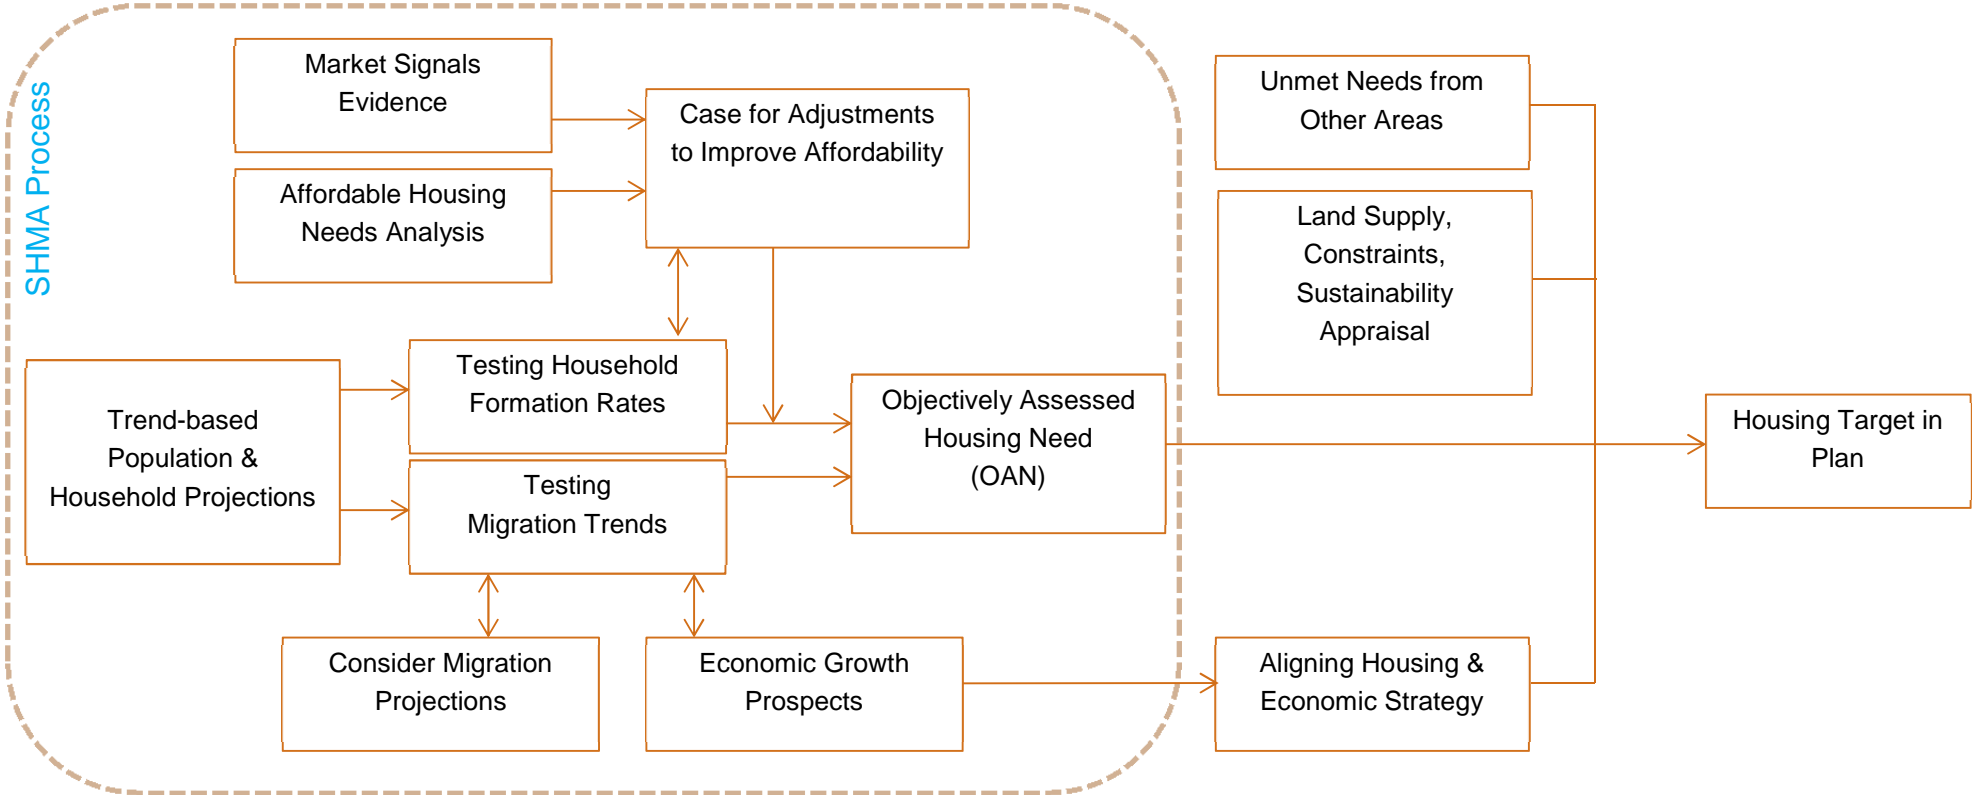 SHMA Process
Market Signals
Evidence
Affordable Housing
Needs Analysis
Case for Adjustments
to Improve Affordability
Trend-based
Population &
Household Projections
Testing Household
Formation Rates
Testing
Migration Trends
Consider Migration
Projections
Economic Growth
Prospects
Objectively Assessed
Housing Need
(OAN)
Unmet Needs from
Other Areas
Land Supply,
Constraints,
Sustainability
Appraisal
Aligning Housing &
Economic Strategy
Housing Target in
Plan